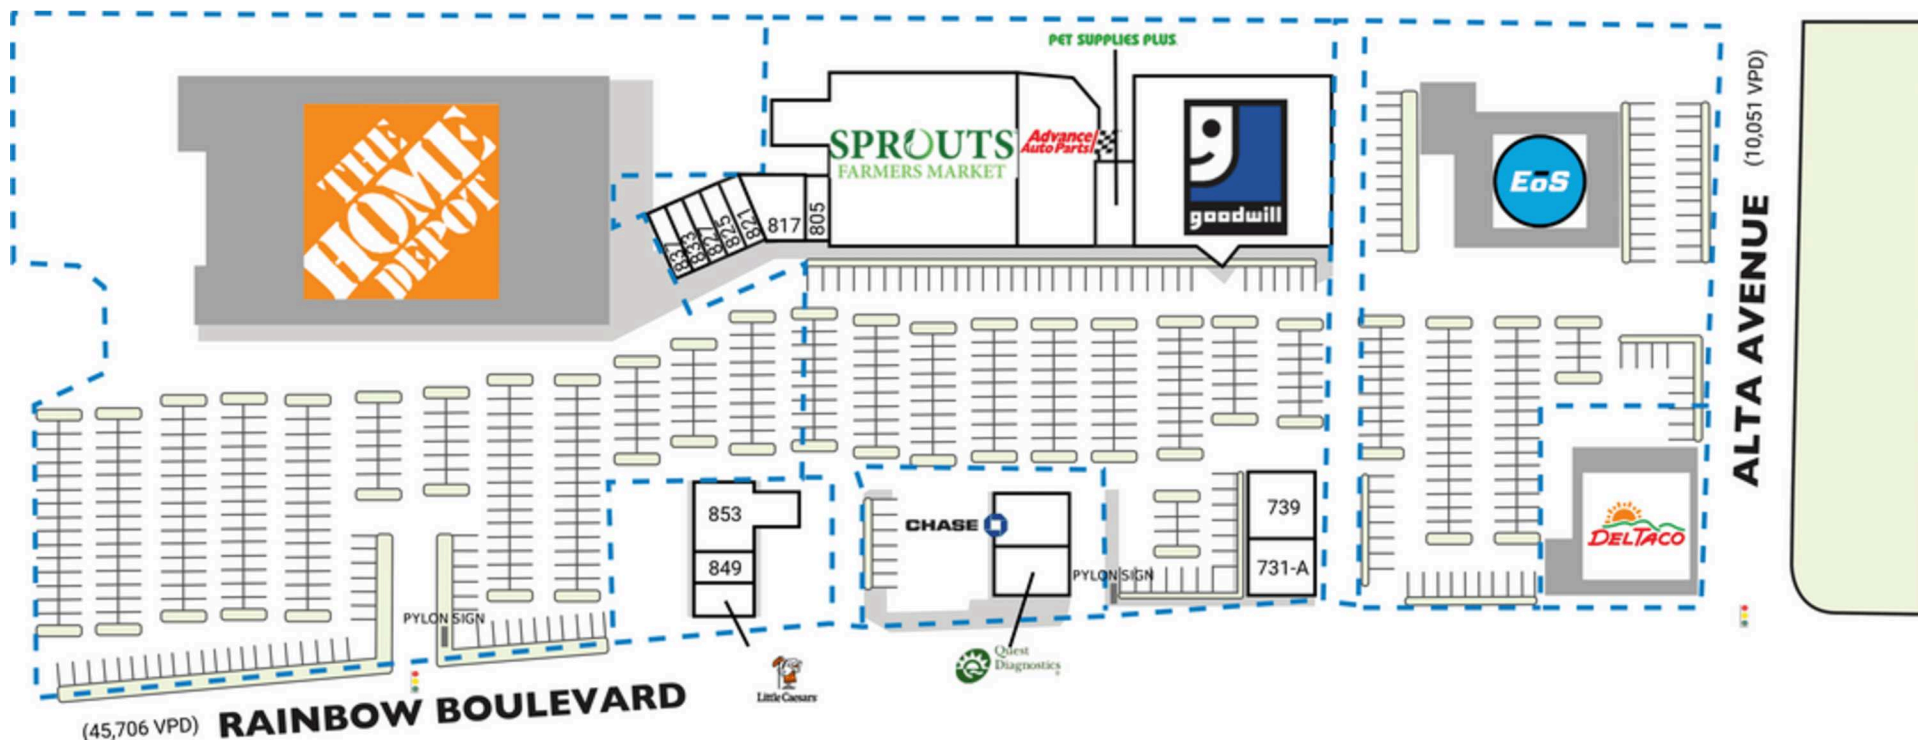 PET SUPPLIES PLUS
THE
HOME
DEPOT
SPROUTS
FARMERS MARKET
Advance
Auto Parts
goodwill
EōS
(10,051 VPD)
ALTA AVENUE
837
833
827
825
821
817
805
853
849
CHASE
739
731-A
DEL TACO
PYLON SIGN
PYLON SIGN
Little Caesars
Quest
Diagnostics
(45,706 VPD)
RAINBOW BOULEVARD